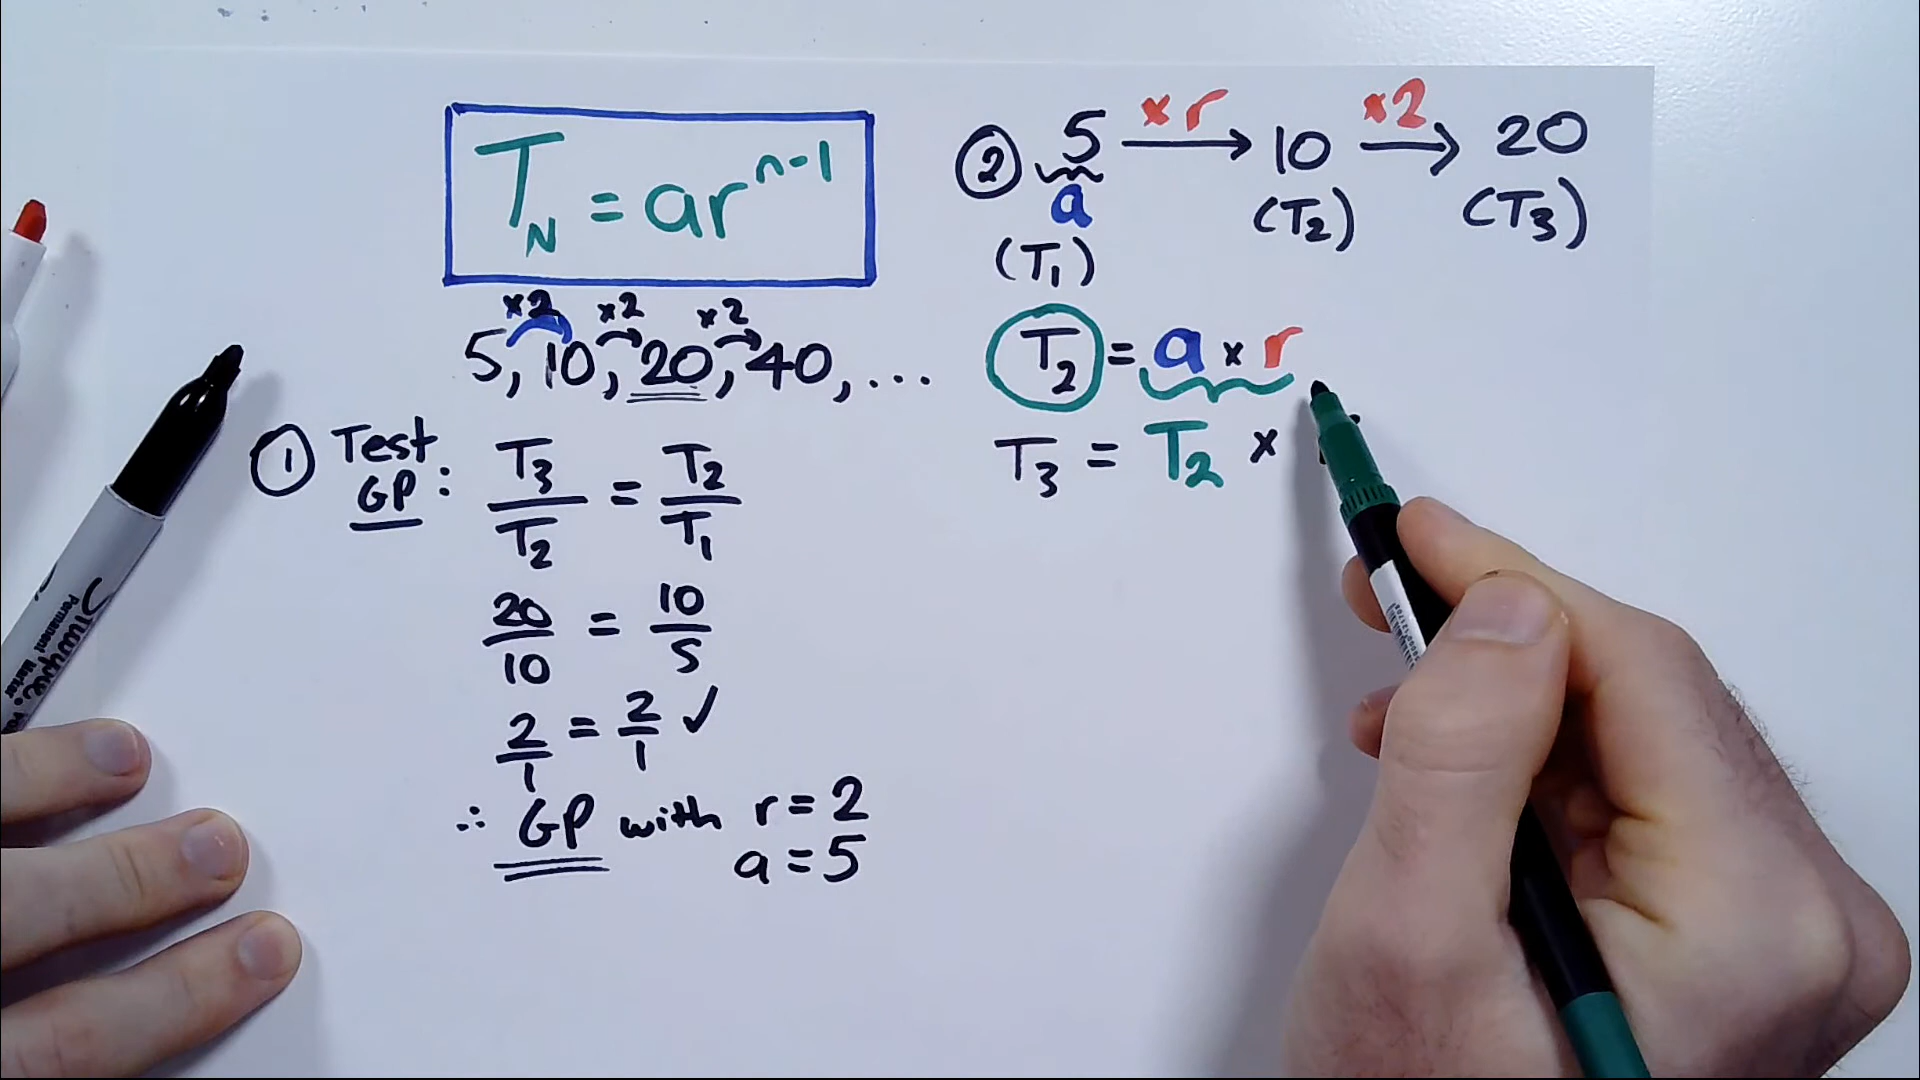 T_N = ar^{n-1}
×2 ×2 ×2
5, 10, 20, 40, ...
① Test GP:
T₃/T₂ = T₂/T₁
20/10 = 10/5
2/1 = 2/1 ✓
∴ GP with r = 2
a = 5
② 5 ×r → 10 ×2 → 20
a (T₂) (T₃)
(T₁)
T₂ = a × r
T₃ = T₂ ×
Permanent Marker